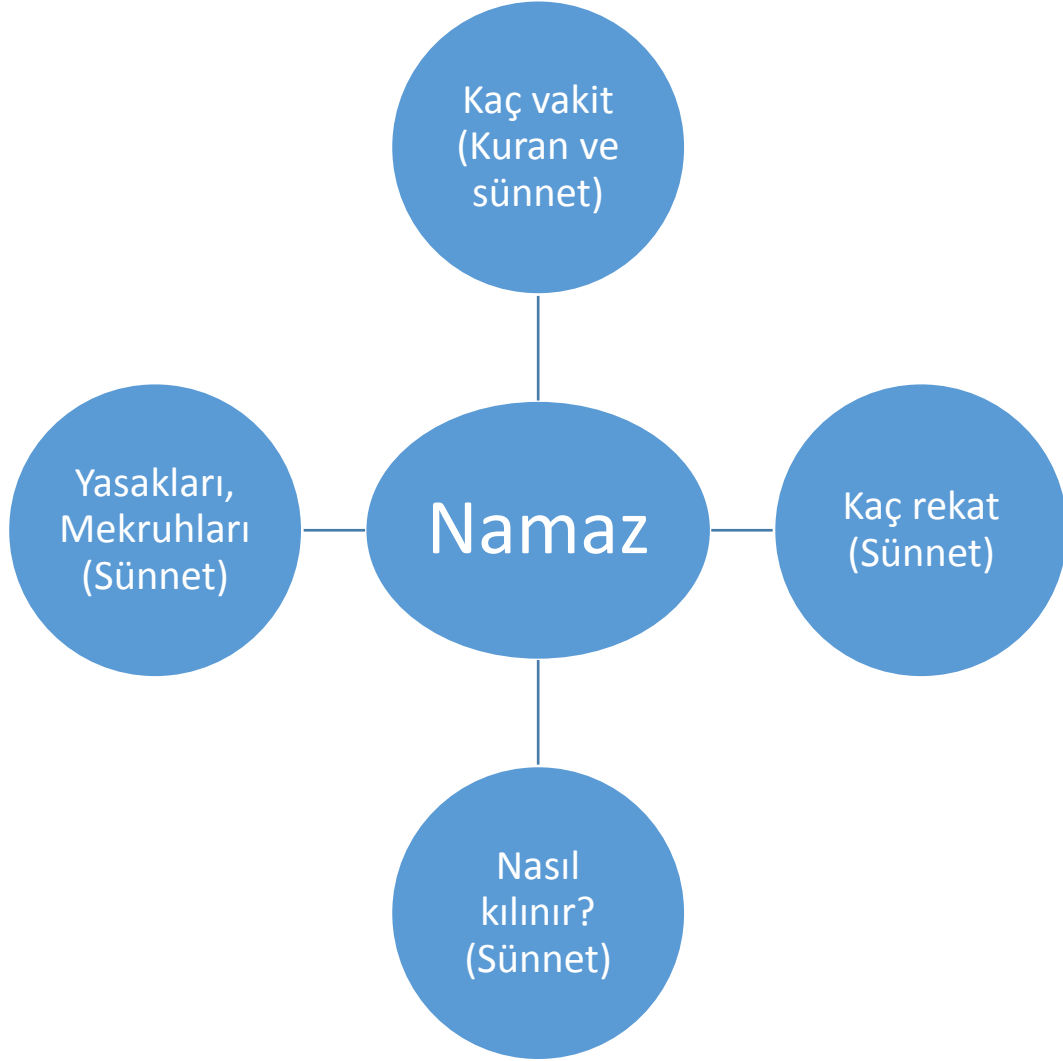 Kaç vakit
(Kuran ve
sünnet)
Yasakları,
Mekruhları
(Sünnet)
Namaz
Kaç rekat
(Sünnet)
Nasıl
kılınır?
(Sünnet)